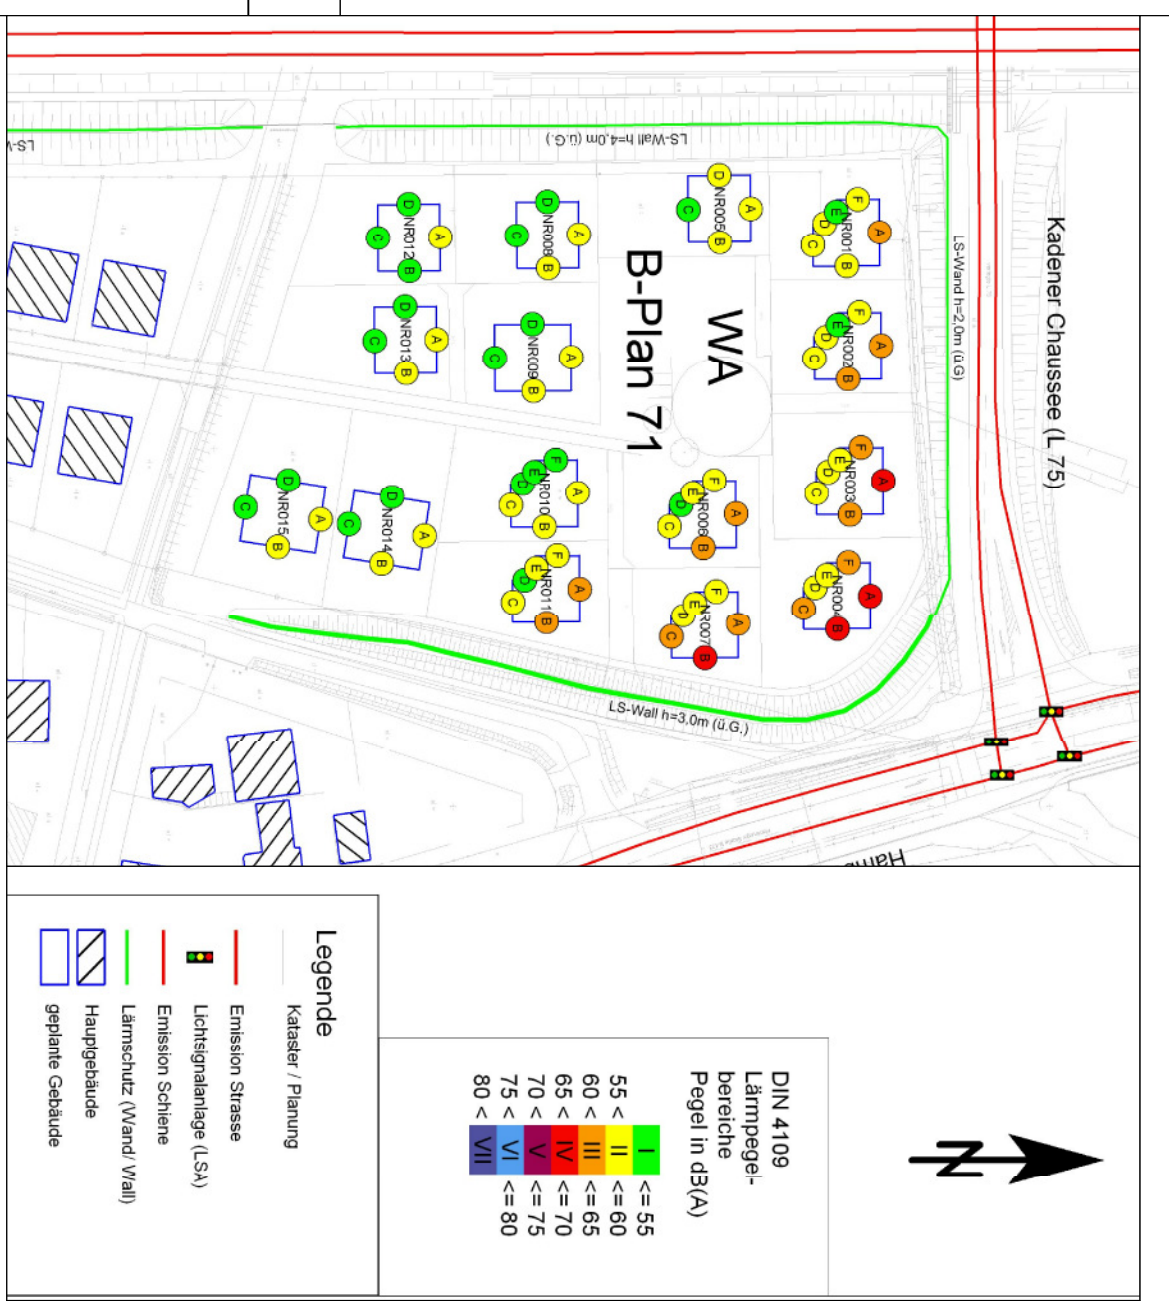 LS-W
LS-Wall h=4,0m (ü.G.)
LS-Wand h=2,0m (üG)
Kadener Chaussee (L 75)
WA
B-Plan 71
NR001
A
B
C
D
E
F
NR002
A
B
C
D
E
F
NR003
A
B
C
D
E
F
NR004
A
B
C
D
E
F
NR005
A
B
C
D
NR006
A
B
C
D
E
F
NR007
A
B
C
D
E
F
NR008
A
B
C
D
NR009
A
B
C
D
NR010
A
B
C
D
E
F
NR011
A
B
C
D
E
F
NR012
A
B
C
D
NR013
A
B
C
D
NR014
A
B
C
D
NR015
A
B
C
D
LS-Wall h=3,0m (ü.G.)
N
DIN 4109
Lärmpegel-
bereiche
Pegel in dB(A)
I <= 55
55 < II <= 60
60 < III <= 65
65 < IV <= 70
70 < V <= 75
75 < VI <= 80
80 < VII
Legende
Kataster / Planung
Emission Strasse
Lichtsignalanlage (LSA)
Emission Schiene
Lärmschutz (Wand/ Wall)
Hauptgebäude
geplante Gebäude